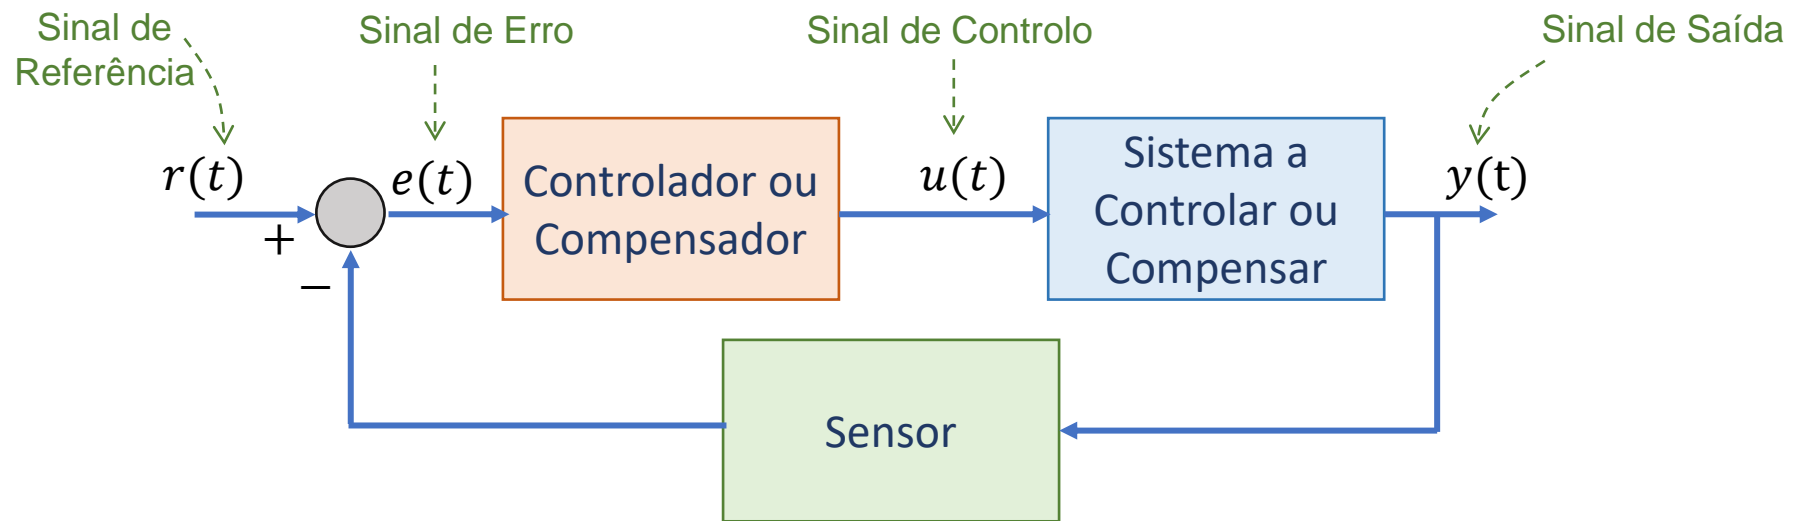 Sinal de
Referência
Sinal de Erro
Sinal de Controlo
Sinal de Saída
r(t)
e(t)
Controlador ou
Compensador
u(t)
Sistema a
Controlar ou
Compensar
y(t)
+
−
Sensor